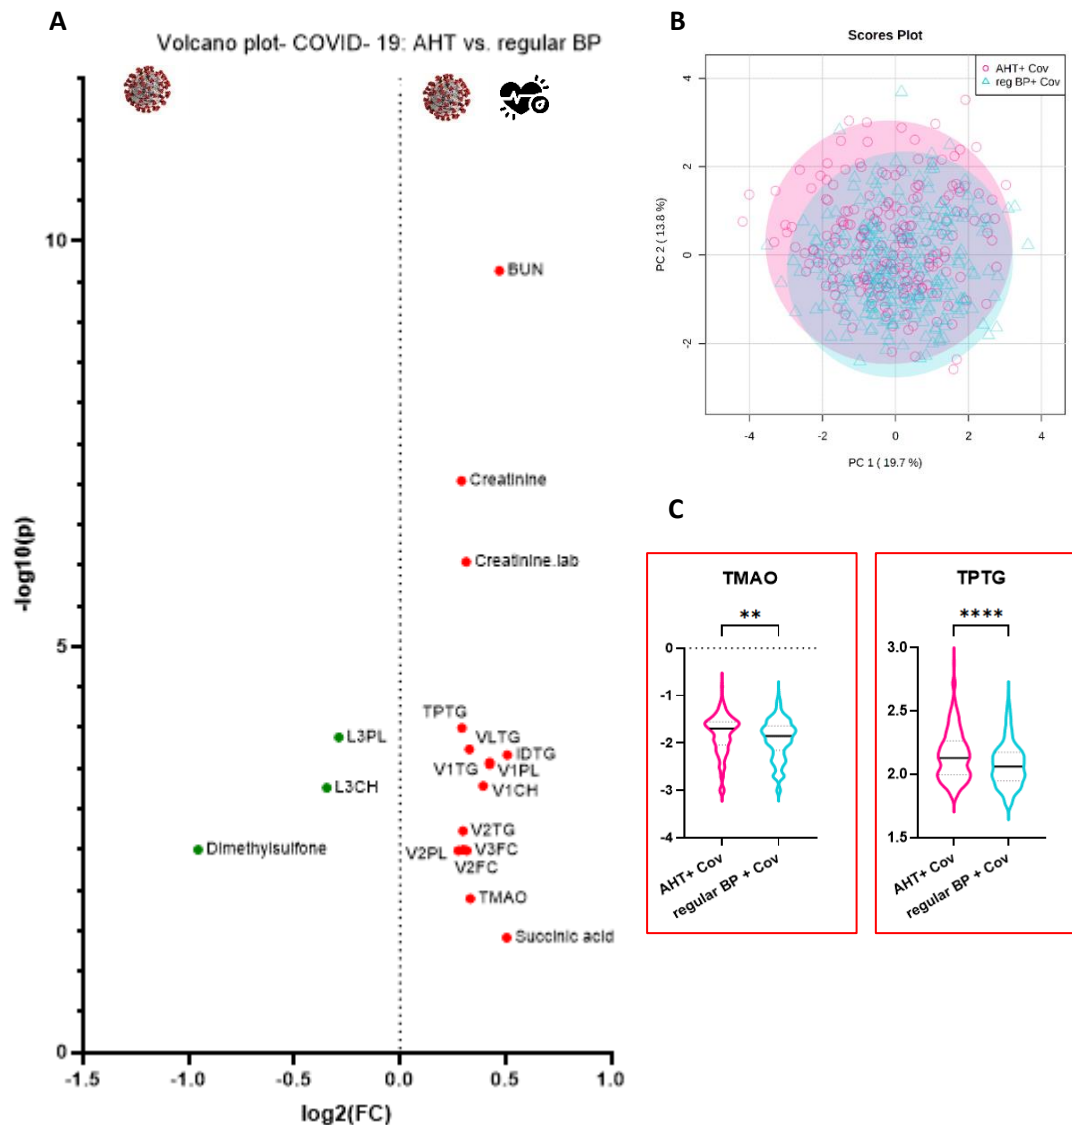 A
Volcano plot- COVID- 19: AHT vs. regular BP
10
5
0
-log10(p)
BUN
Creatinine
Creatinine.lab
TPTG
L3PL
VLTG
IDTG
V1TG
V1PL
L3CH
V1CH
V2TG
Dimethylsulfone
V2PL
V3FC
V2FC
TMAO
Succinic acid
-1.5 -1.0 -0.5 0.0 0.5 1.0
log2(FC)
B
Scores Plot
AHT+ Cov
reg BP+ Cov
4
2
0
-2
PC 2 ( 13.8 %)
-4 -2 0 2 4
PC 1 ( 19.7 %)
C
TMAO
**
0
-1
-2
-3
-4
AHT+ Cov
regular BP + Cov
TPTG
****
3.0
2.5
2.0
1.5
AHT+ Cov
regular BP + Cov